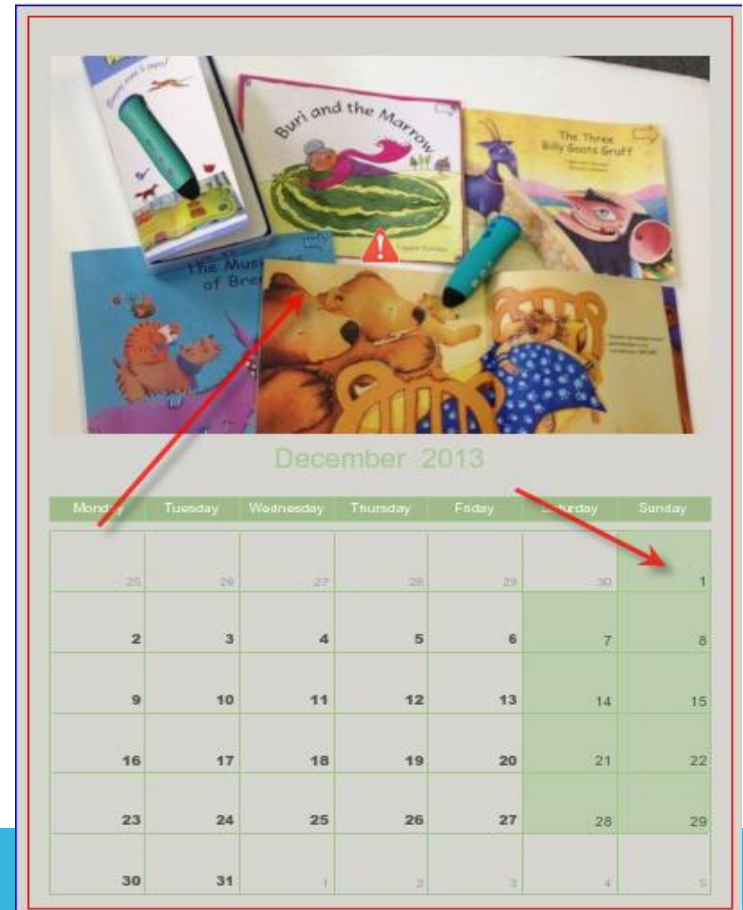 Buri and the Marrow
The Three
Billy Goats Gruff
of
December 2013
Monday Tuesday Wednesday Thursday Friday Saturday Sunday
25 26 27 28 29 30 1
2 3 4 5 6 7 8
9 10 11 12 13 14 15
16 17 18 19 20 21 22
23 24 25 26 27 28 29
30 31 1 2 3 4 5